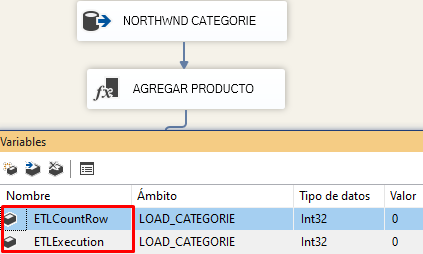 NORTHWND CATEGORIE
fx AGREGAR PRODUCTO
Variables
Nombre Ámbito Tipo de datos Valor
ETLCountRow LOAD_CATEGORIE Int32 0
ETLExecution LOAD_CATEGORIE Int32 0